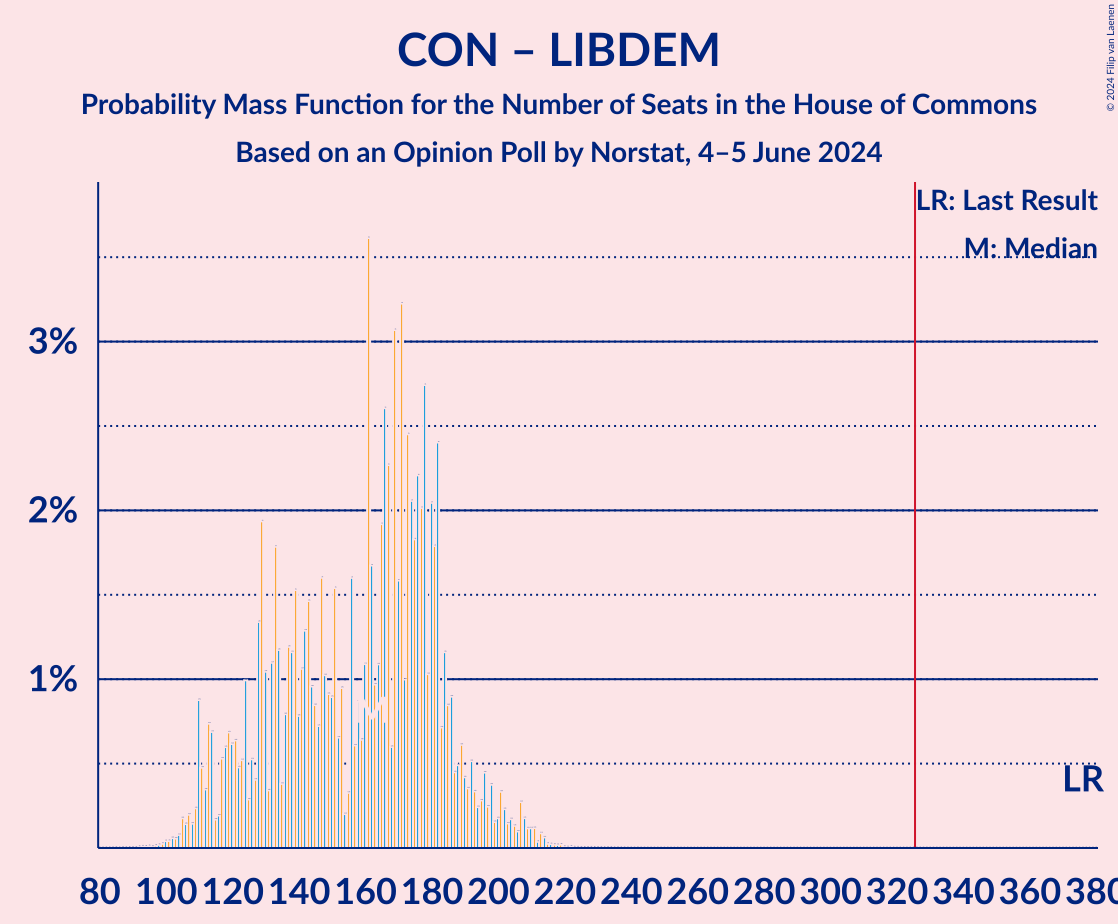 CON – LIBDEM
Probability Mass Function for the Number of Seats in the House of Commons
Based on an Opinion Poll by Norstat, 4–5 June 2024
© 2024 Filip van Laenen
LR: Last Result
M: Median
3%
2%
1%
LR
80 100 120 140 160 180 200 220 240 260 280 300 320 340 360 380